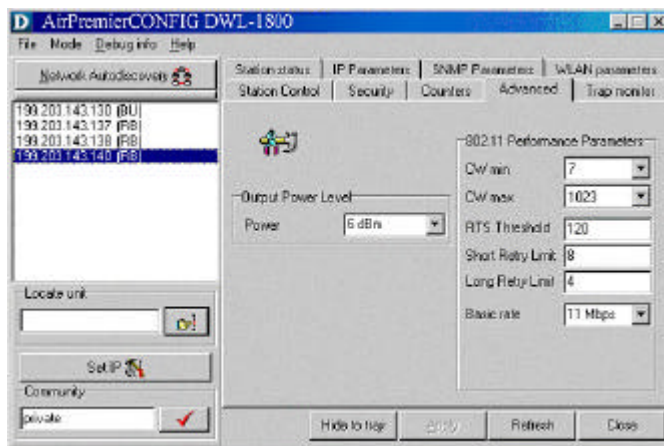 D AirPremierCONFIG DWL-1800
File Mode Debug info Help
Network Autodiscovery
199.203.143.130 (BU)
199.203.143.137 (RB)
199.203.143.138 (RB)
199.203.143.140 (RB)
Locate unit
Set IP
Community
private
Station status IP Parameters SNMP Parameters WLAN parameters
Station Control Security Counters Advanced Trap monitor
Output Power Level
Power 6 dBm
802.11 Performance Parameters
CW min 7
CW max 1023
RTS Threshold 120
Short Retry Limit 8
Long Retry Limit 4
Basic rate 11 Mbps
Hide to tray Apply Refresh Close